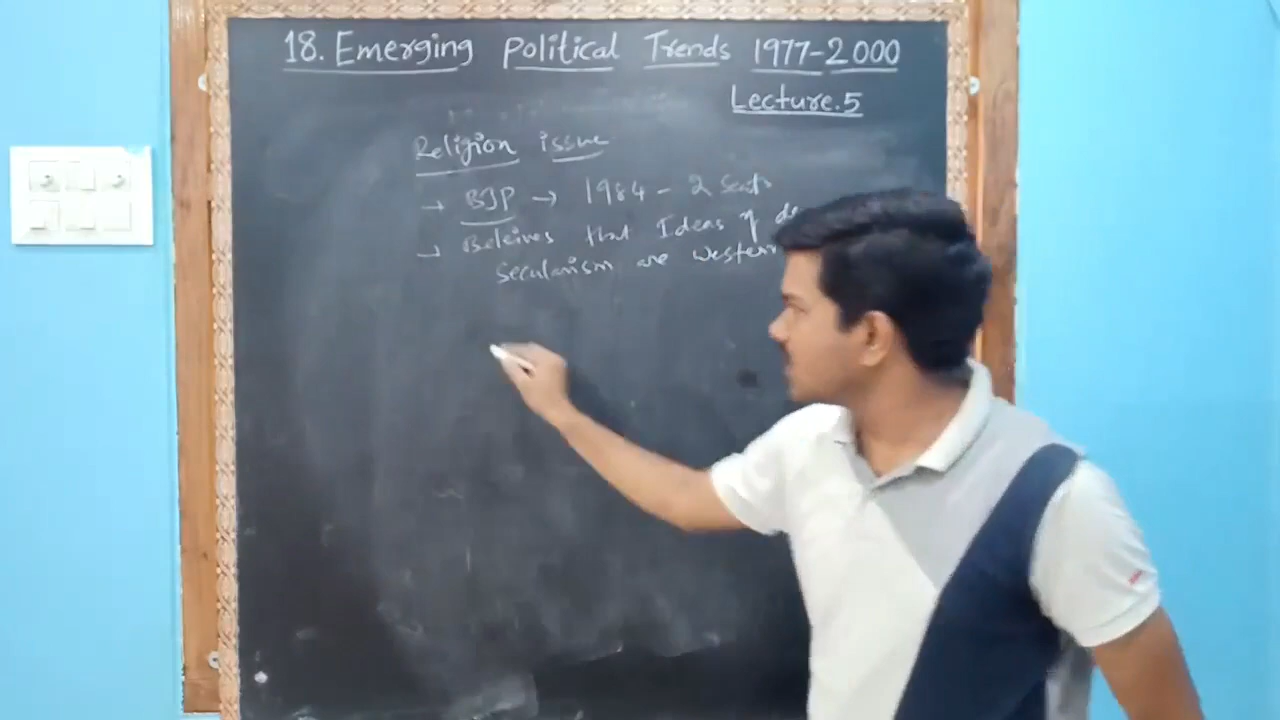 18. Emerging Political Trends 1977-2000
Lecture.5
Religion issue
→ BJP → 1984 - 2 Seats
→ Beleives that Ideas of
Secularism are western